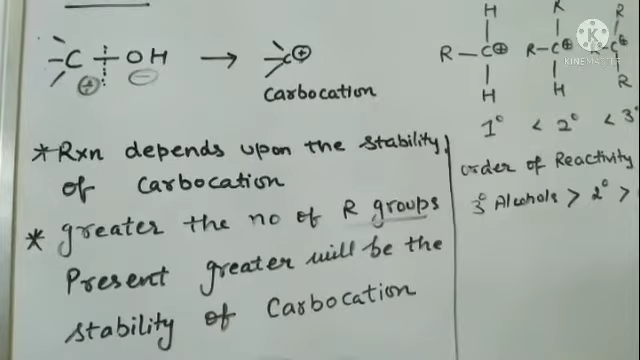 C OH → C⊕
⊕ ⊖
Carbocation
*Rxn depends upon the stability
of Carbocation
* greater the no of R groups
Present greater will be the
stability of Carbocation
H R R
R-C⊕ R-C⊕ R-C⊕
H H R
1° < 2° < 3°
order of Reactivity
3° Alcohols > 2° >
KINEMASTER